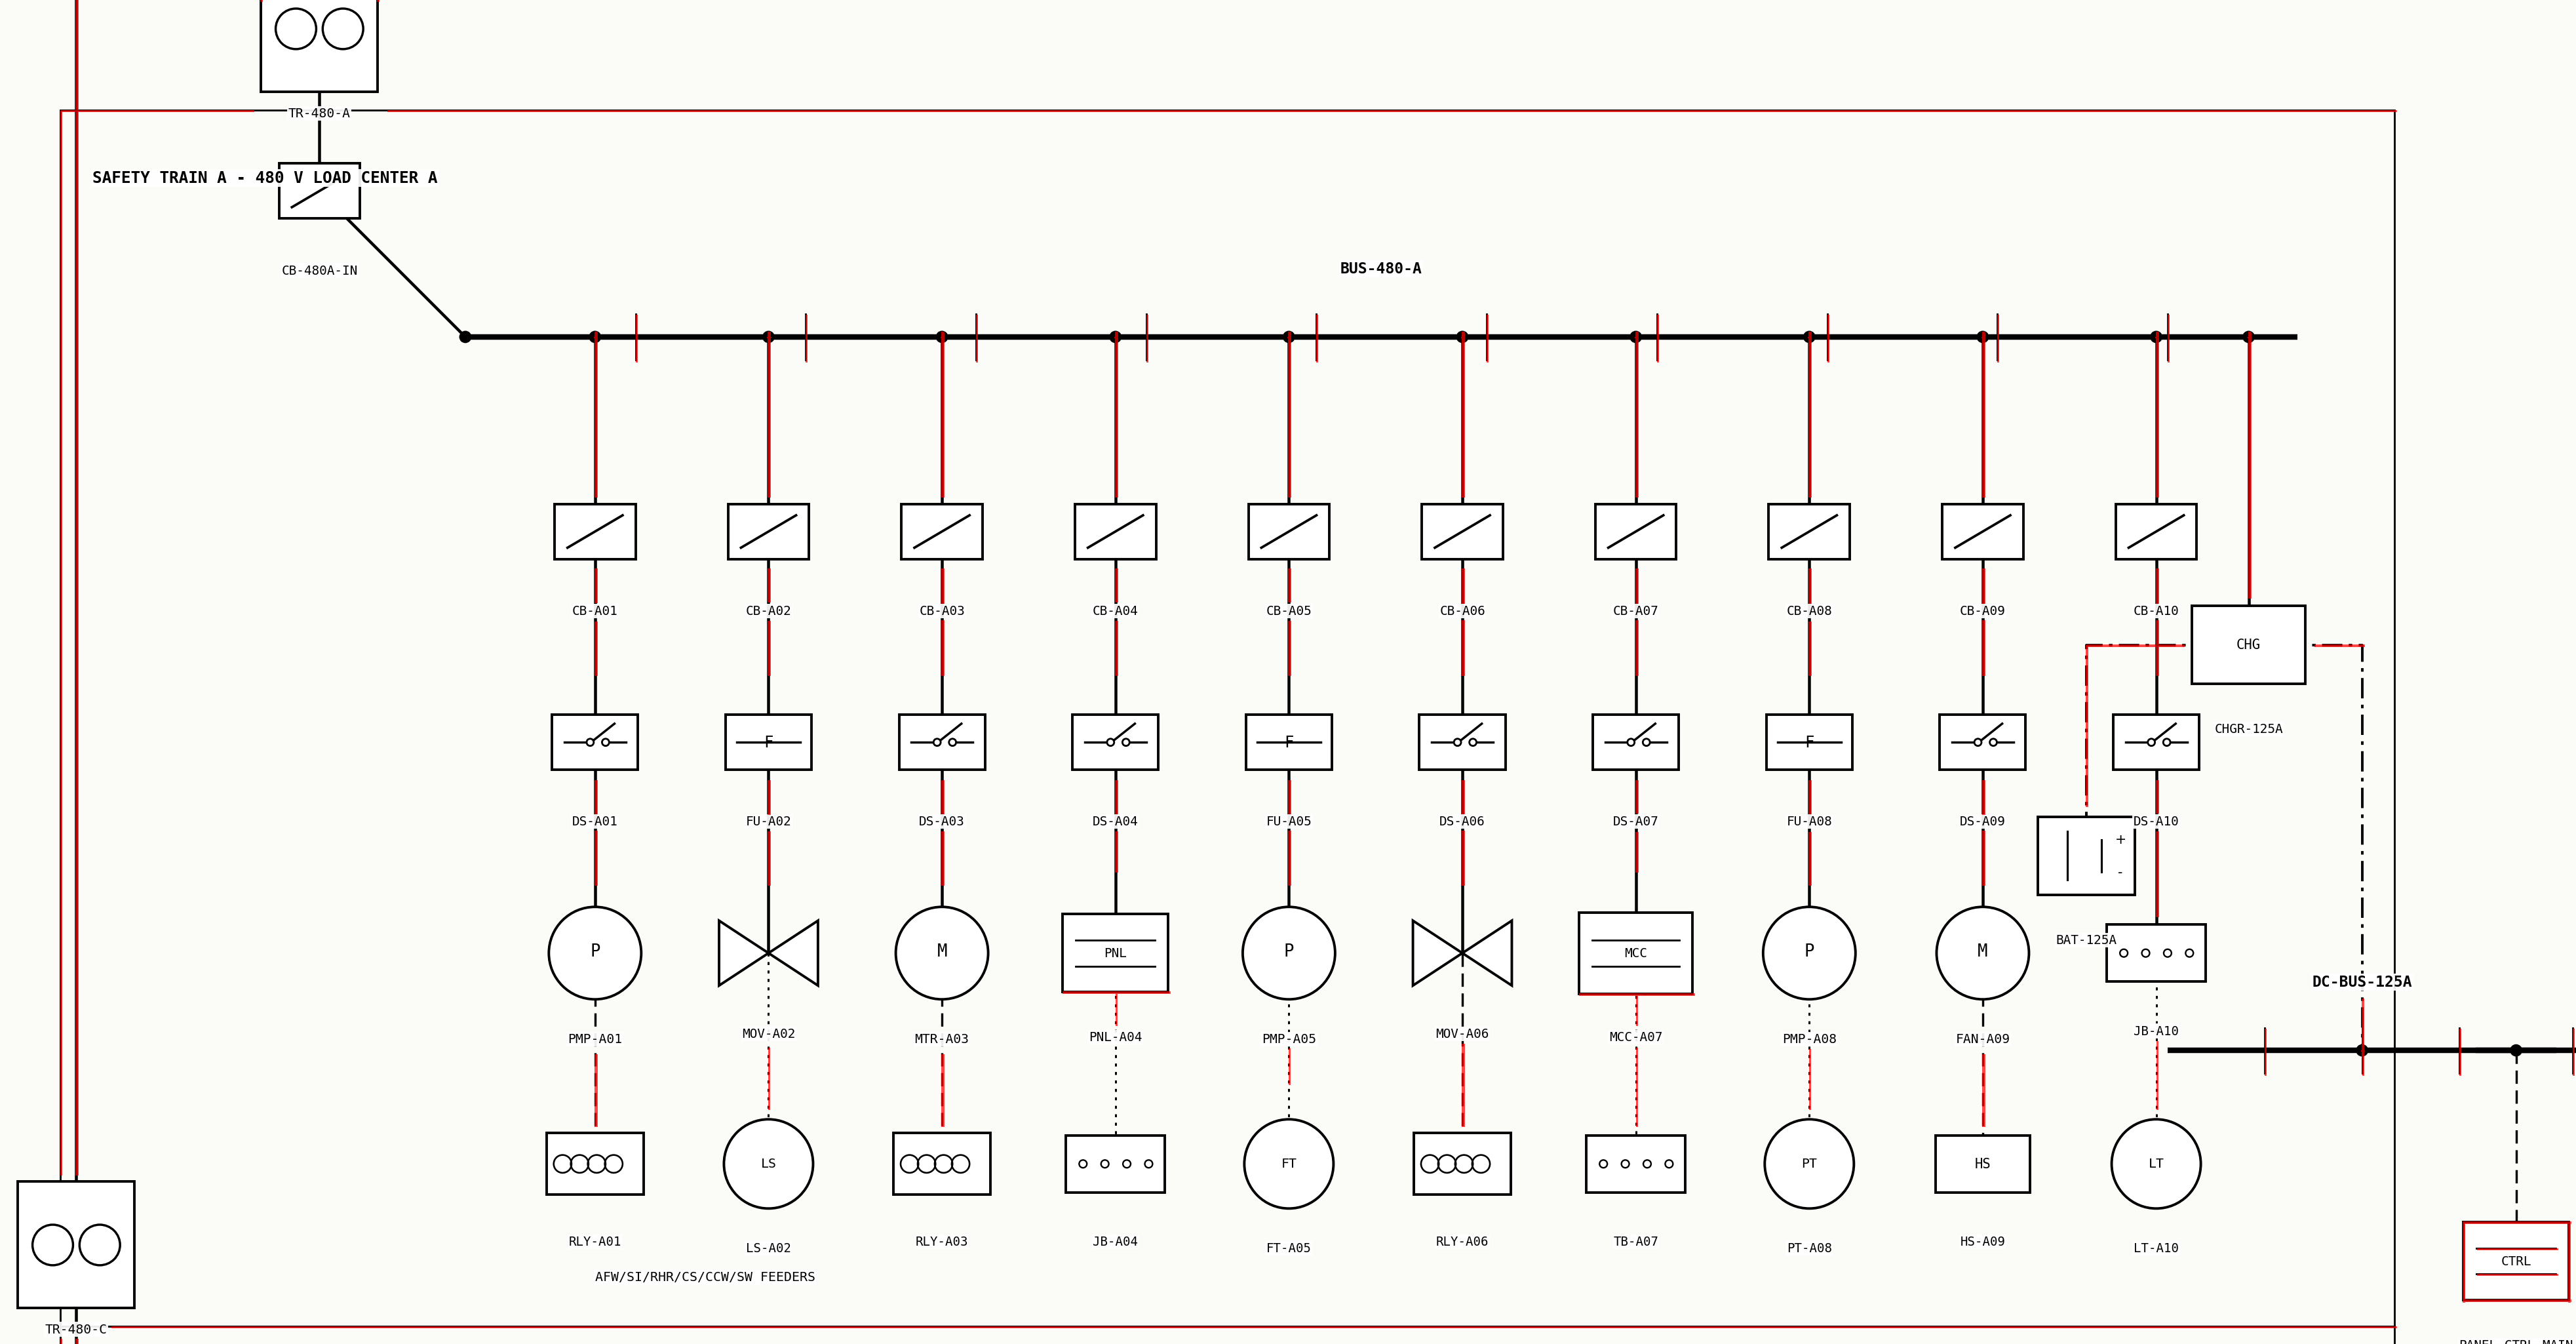 TR-480-A
SAFETY TRAIN A - 480 V LOAD CENTER A
CB-480A-IN
BUS-480-A
CB-A01 CB-A02 CB-A03 CB-A04 CB-A05 CB-A06 CB-A07 CB-A08 CB-A09 CB-A10
CHG
CHGR-125A
F F F
DS-A01 FU-A02 DS-A03 DS-A04 FU-A05 DS-A06 DS-A07 FU-A08 DS-A09 DS-A10
+
-
BAT-125A
P M PNL P MCC P M
DC-BUS-125A
PMP-A01 MOV-A02 MTR-A03 PNL-A04 PMP-A05 MOV-A06 MCC-A07 PMP-A08 FAN-A09 JB-A10
LS FT PT HS LT
RLY-A01 LS-A02 RLY-A03 JB-A04 FT-A05 RLY-A06 TB-A07 PT-A08 HS-A09 LT-A10
CTRL
AFW/SI/RHR/CS/CCW/SW FEEDERS
TR-480-C
PANEL-CTRL-MAIN